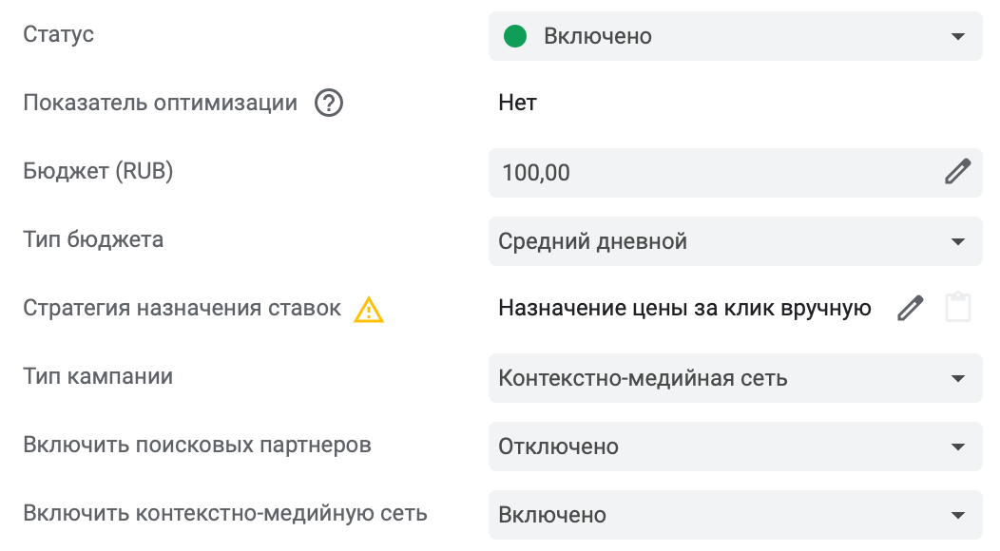 Статус
Включено
Показатель оптимизации ?
Нет
Бюджет (RUB)
100,00
Тип бюджета
Средний дневной
Стратегия назначения ставок
Назначение цены за клик вручную
Тип кампании
Контекстно-медийная сеть
Включить поисковых партнеров
Отключено
Включить контекстно-медийную сеть
Включено